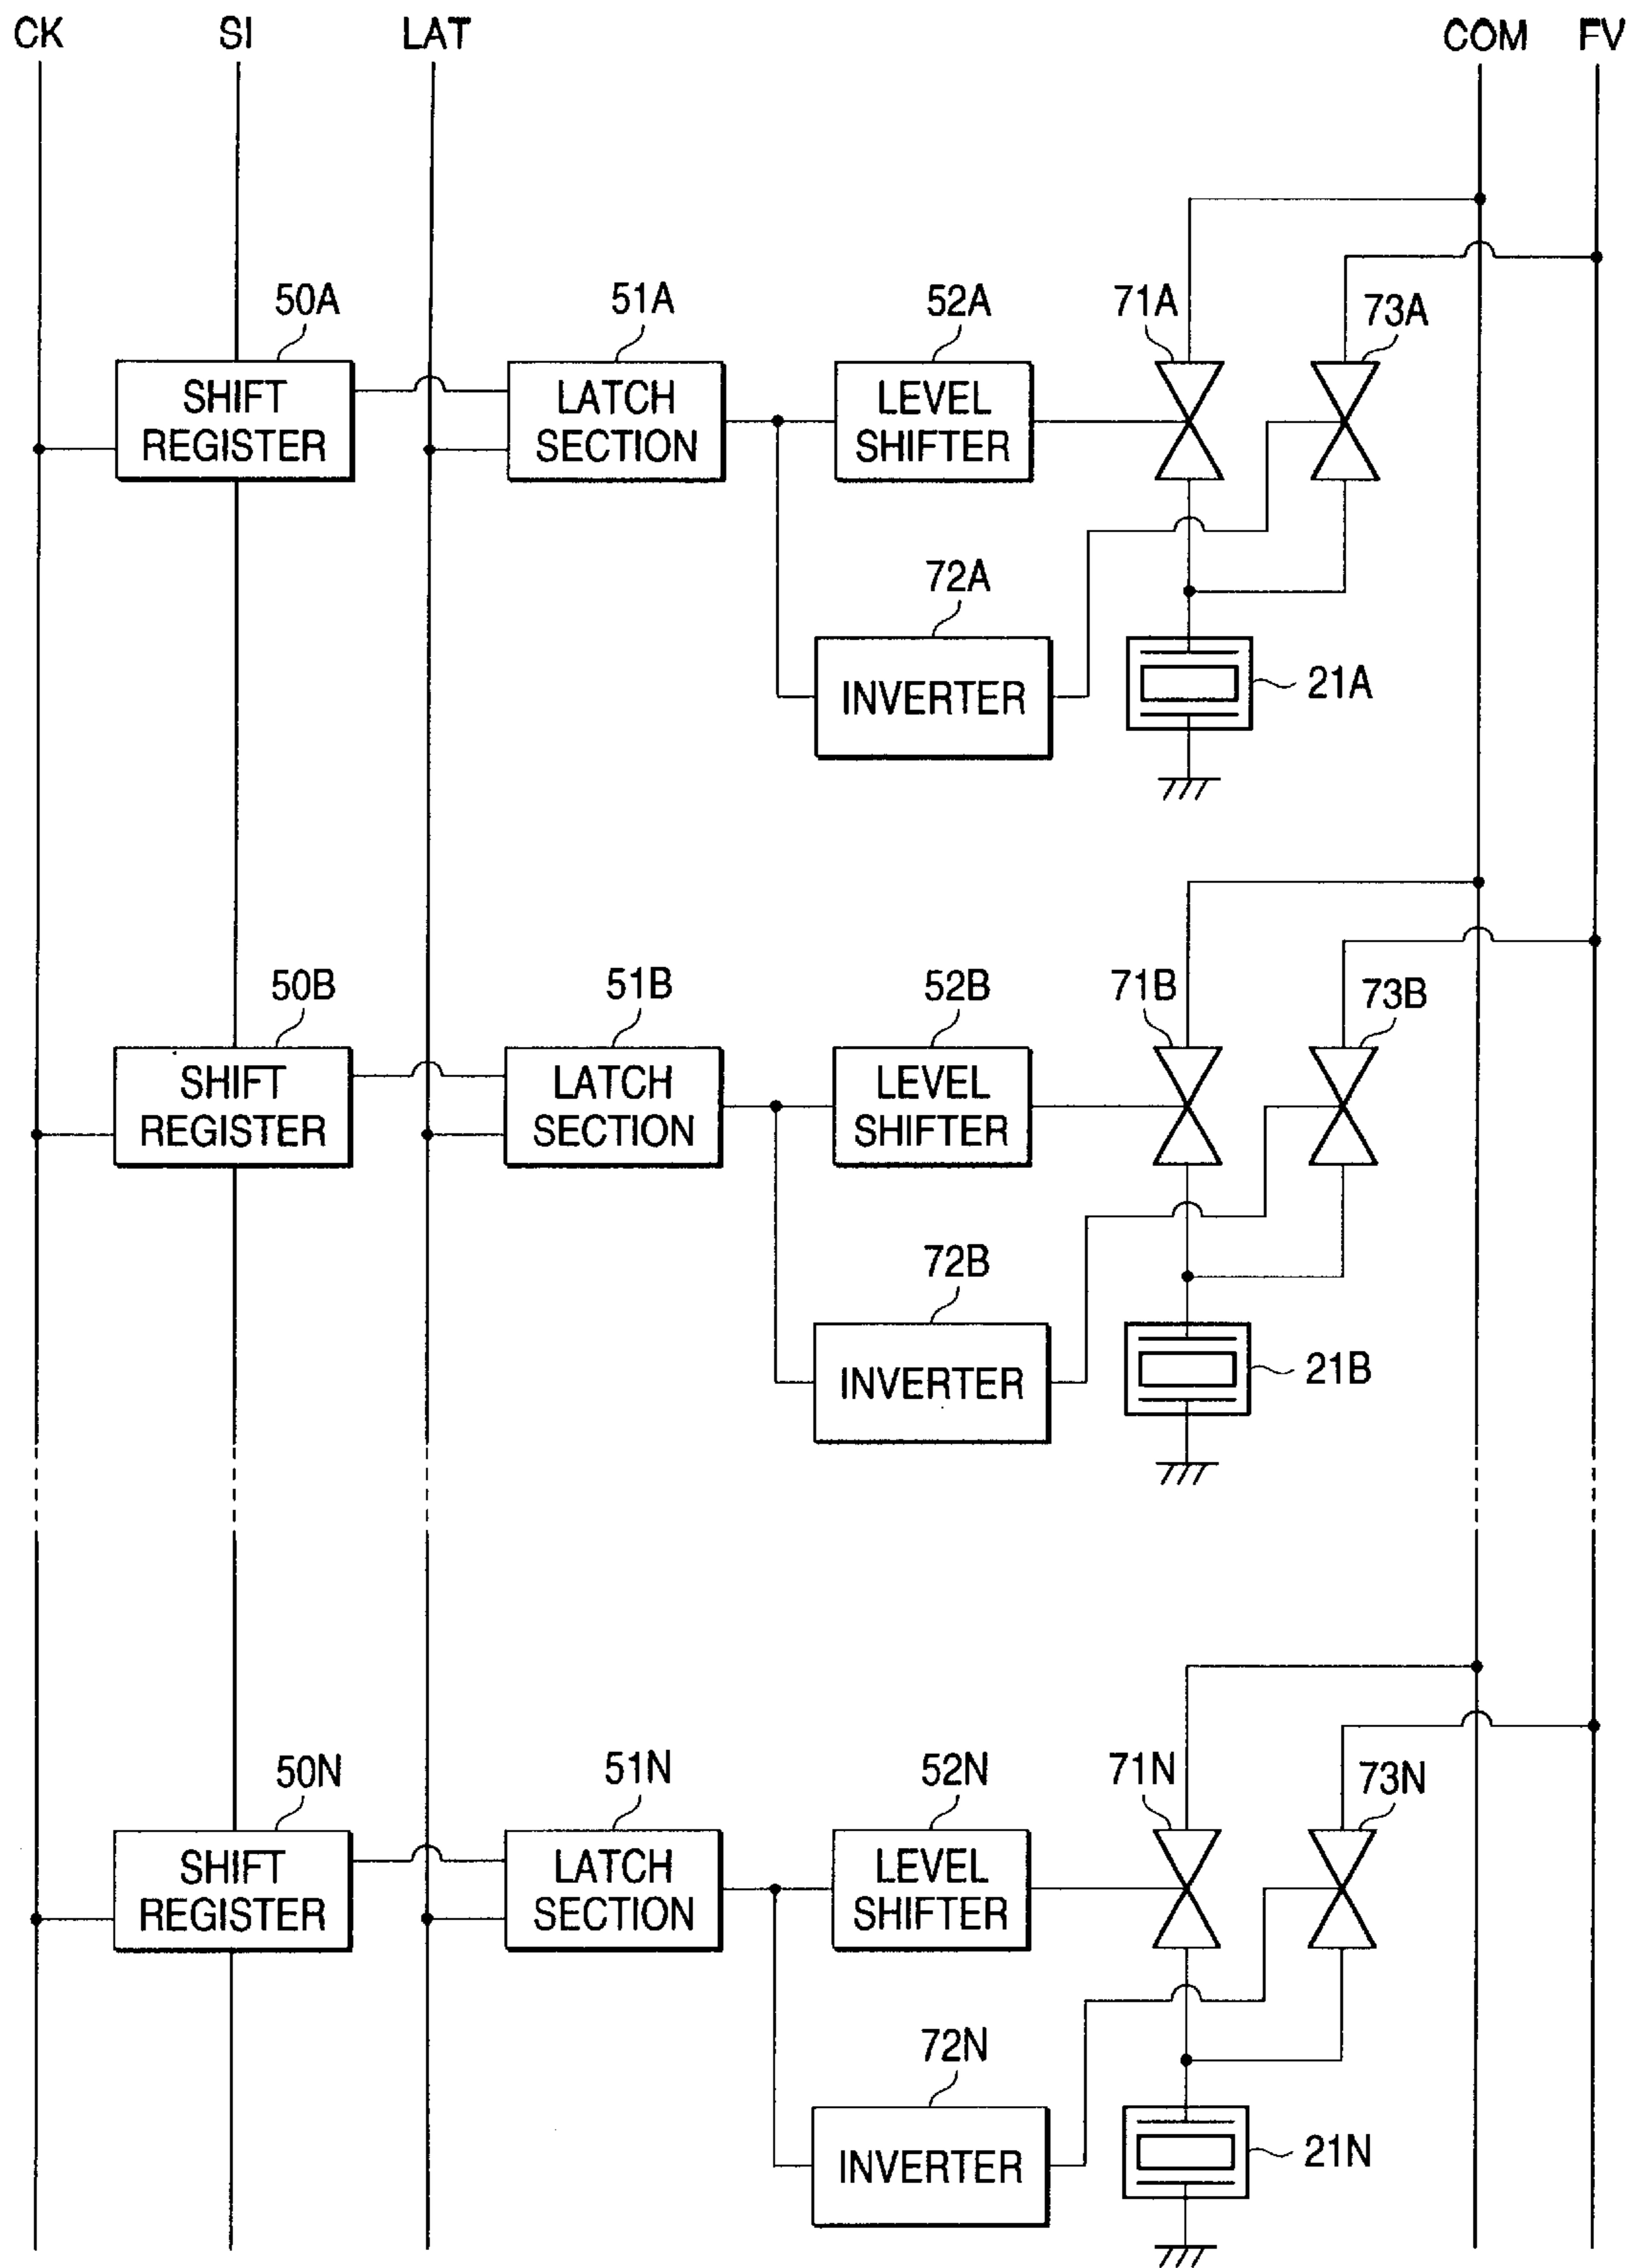 CK SI LAT COM FV
50A 51A 52A 71A 73A
SHIFT REGISTER
LATCH SECTION
LEVEL SHIFTER
72A
INVERTER
21A
50B 51B 52B 71B 73B
SHIFT REGISTER
LATCH SECTION
LEVEL SHIFTER
72B
INVERTER
21B
50N 51N 52N 71N 73N
SHIFT REGISTER
LATCH SECTION
LEVEL SHIFTER
72N
INVERTER
21N